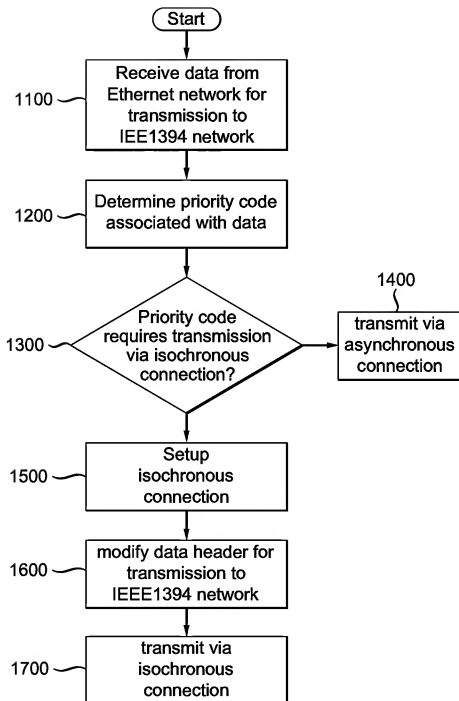 Start
1100
Receive data from
Ethernet network for
transmission to
IEE1394 network
1200
Determine priority code
associated with data
1300
Priority code
requires transmission
via isochronous
connection?
1400
transmit via
asynchronous
connection
1500
Setup
isochronous
connection
1600
modify data header for
transmission to
IEEE1394 network
1700
transmit via
isochronous
connection